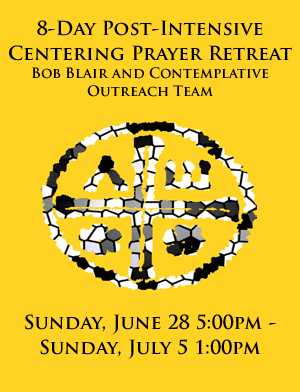 8-Day Post-Intensive
Centering Prayer Retreat
Bob Blair and Contemplative
Outreach Team
Sunday, June 28 5:00pm -
Sunday, July 5 1:00pm